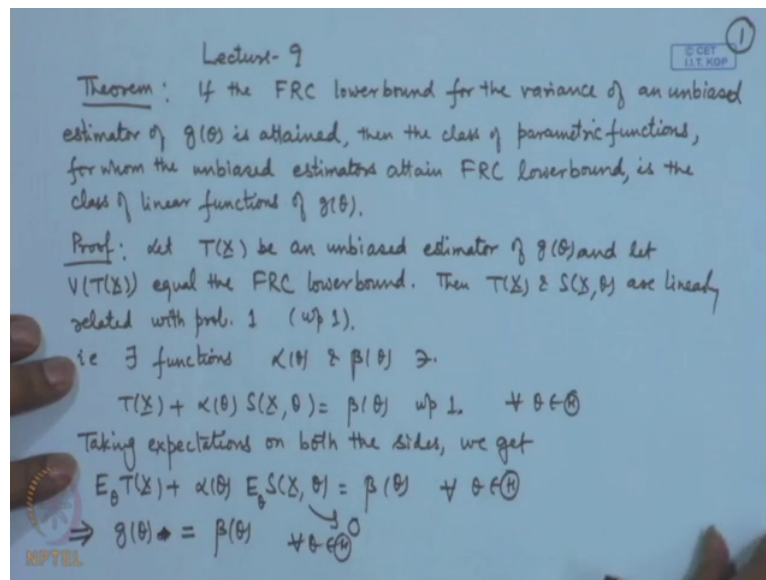 Lecture-9
1
© CET
I.I.T. KGP
Theorem: If the FRC lowerbound for the variance of an unbiased
estimator of g(θ) is attained, then the class of parametric functions,
for whom the unbiased estimators attain FRC lowerbound, is the
class of linear functions of g(θ).
Proof: Let T(X) be an unbiased estimator of g(θ) and let
V(T(X)) equal the FRC lowerbound. Then T(X) & S(X, θ) are linearly
related with prob. 1 (wp 1).
ie ∃ functions α(θ) & β(θ) ∋.
T(X) + α(θ) S(X, θ) = β(θ) wp 1. ∀ θ ∈ Θ
Taking expectations on both the sides, we get
E_θ T(X) + α(θ) E_θ S(X, θ) = β(θ) ∀ θ ∈ Θ
0
⇒ g(θ) = β(θ) ∀ θ ∈ Θ
NPTEL